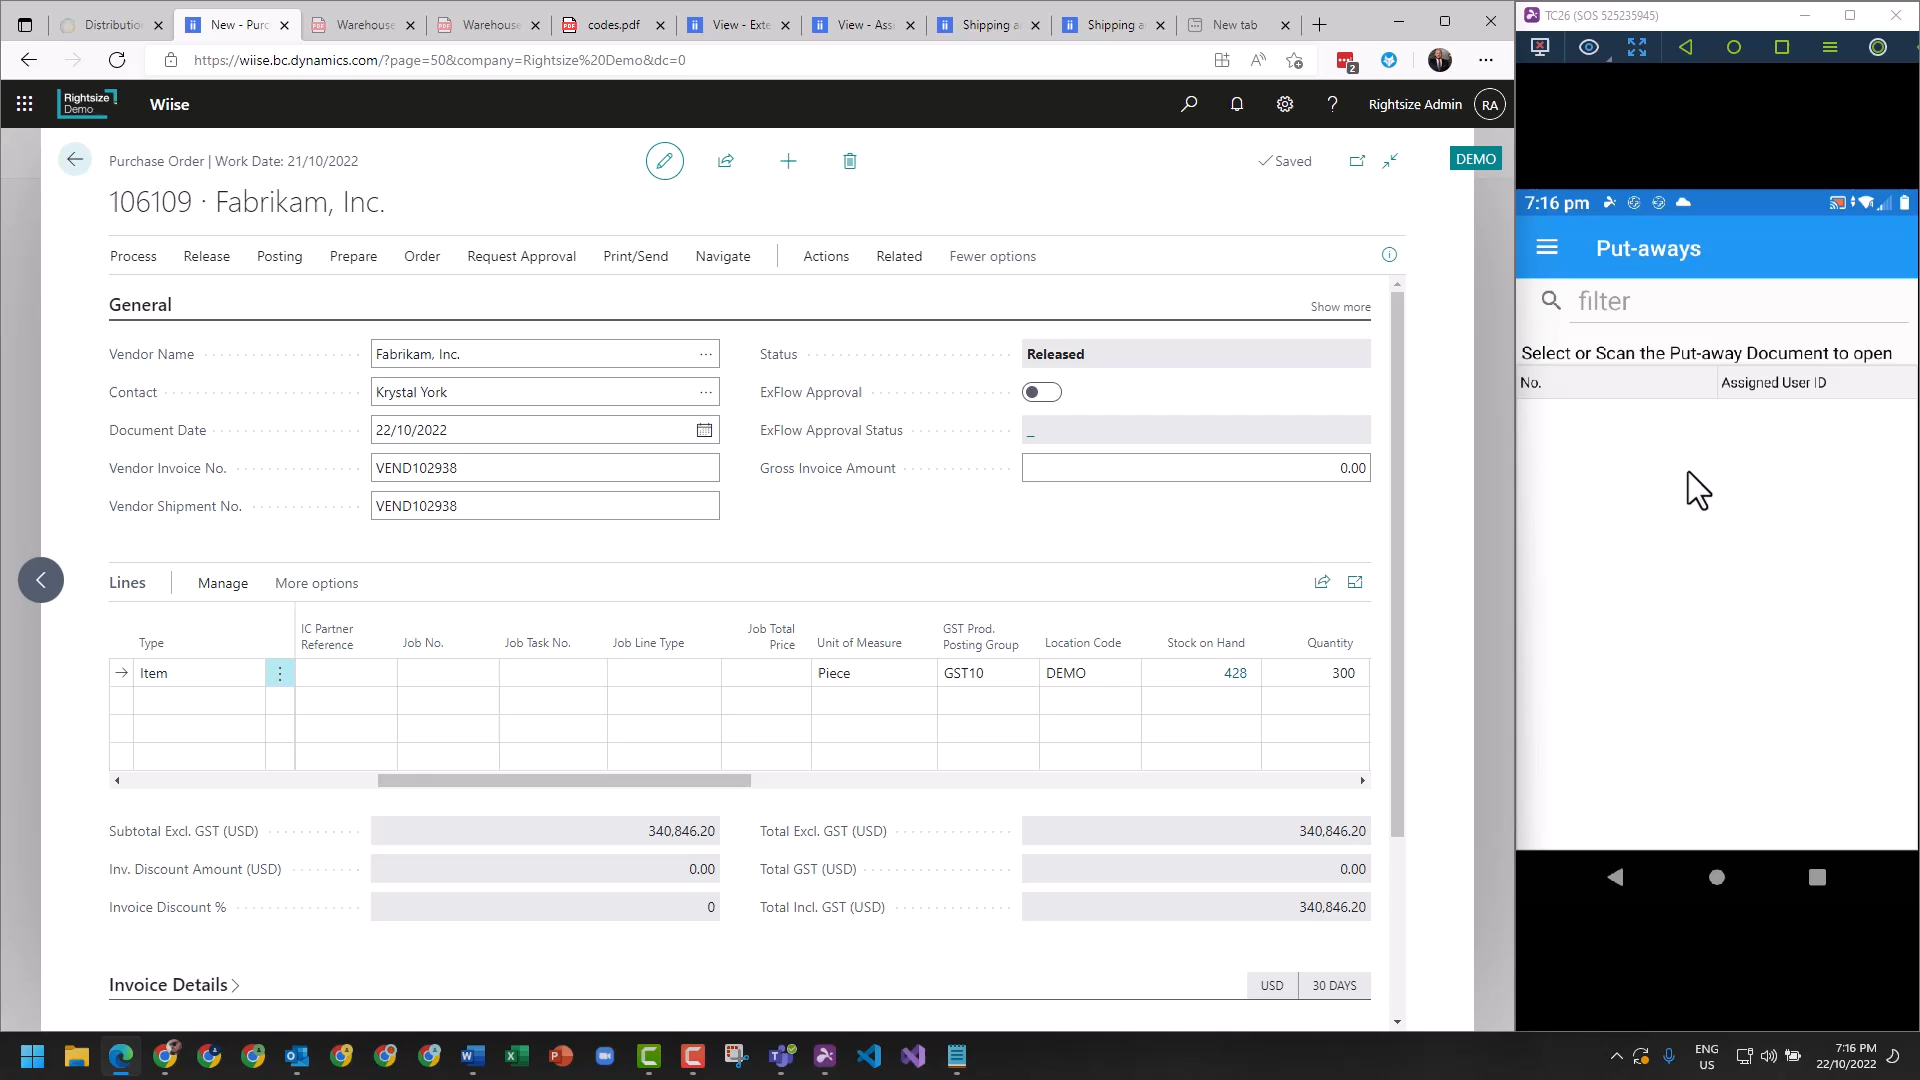 Distributio
New - Purc
Warehouse
Warehouse
codes.pdf
View - Exte
View - Ass
Shipping a
Shipping a
New tab
TC26 (SOS 525235945)
https://wiise.bc.dynamics.com/?page=50&company=Rightsize%20Demo&dc=0
2
Rightsize
Demo
Wiise
Rightsize Admin
RA
Purchase Order | Work Date: 21/10/2022
Saved
DEMO
106109 · Fabrikam, Inc.
Process Release Posting Prepare Order Request Approval Print/Send Navigate Actions Related Fewer options
General
Show more
Vendor Name
Fabrikam, Inc.
Status
Released
Contact
Krystal York
ExFlow Approval
Document Date
22/10/2022
ExFlow Approval Status
_
Vendor Invoice No.
VEND102938
Gross Invoice Amount
0.00
Vendor Shipment No.
VEND102938
Lines Manage More options
Type
IC Partner
Reference
Job No.
Job Task No.
Job Line Type
Job Total
Price
Unit of Measure
GST Prod.
Posting Group
Location Code
Stock on Hand
Quantity
Item Piece GST10 DEMO 428 300
Subtotal Excl. GST (USD)
340,846.20
Total Excl. GST (USD)
340,846.20
Inv. Discount Amount (USD)
0.00
Total GST (USD)
0.00
Invoice Discount %
0
Total Incl. GST (USD)
340,846.20
Invoice Details
USD
30 DAYS
7:16 pm
Put-aways
filter
Select or Scan the Put-away Document to open
No.
Assigned User ID
ENG
US
7:16 PM
22/10/2022